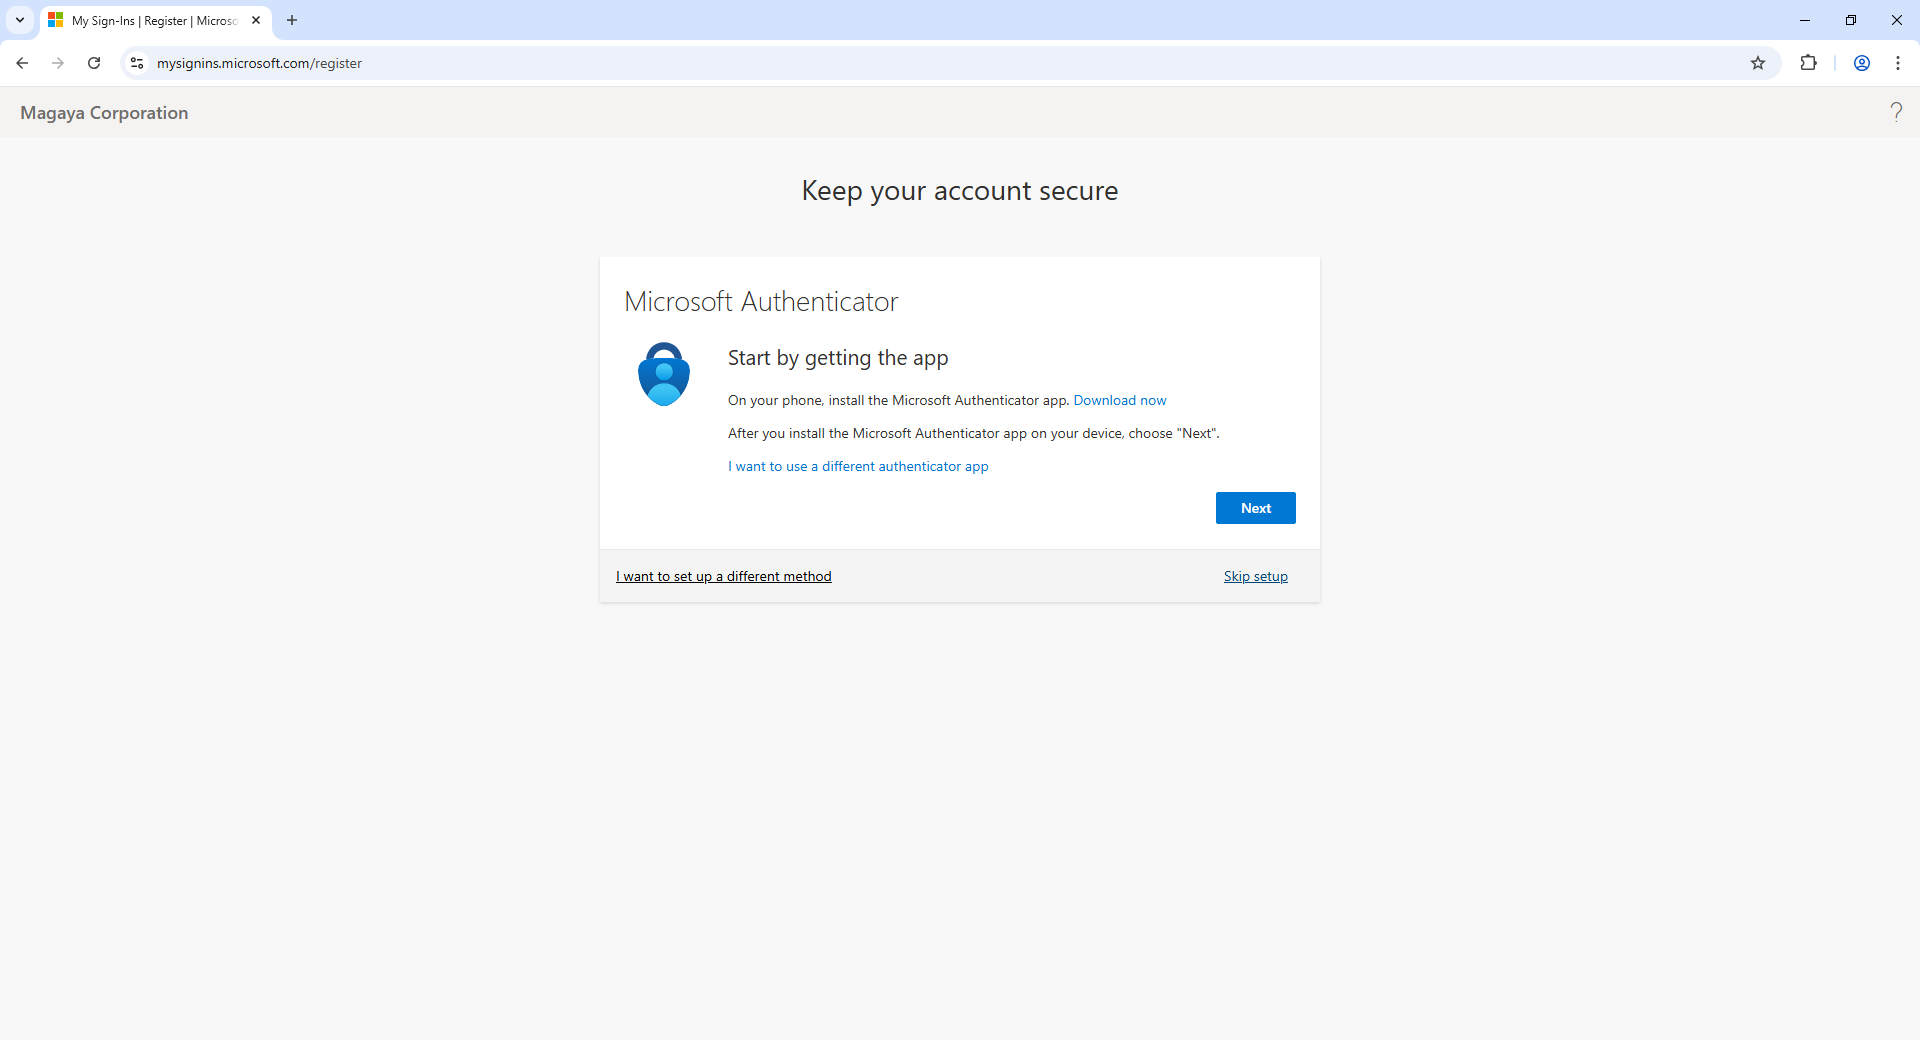 My Sign-Ins | Register | Microso
mysignins.microsoft.com/register
Magaya Corporation
Keep your account secure
Microsoft Authenticator
Start by getting the app
On your phone, install the Microsoft Authenticator app. Download now
After you install the Microsoft Authenticator app on your device, choose "Next".
I want to use a different authenticator app
Next
I want to set up a different method
Skip setup